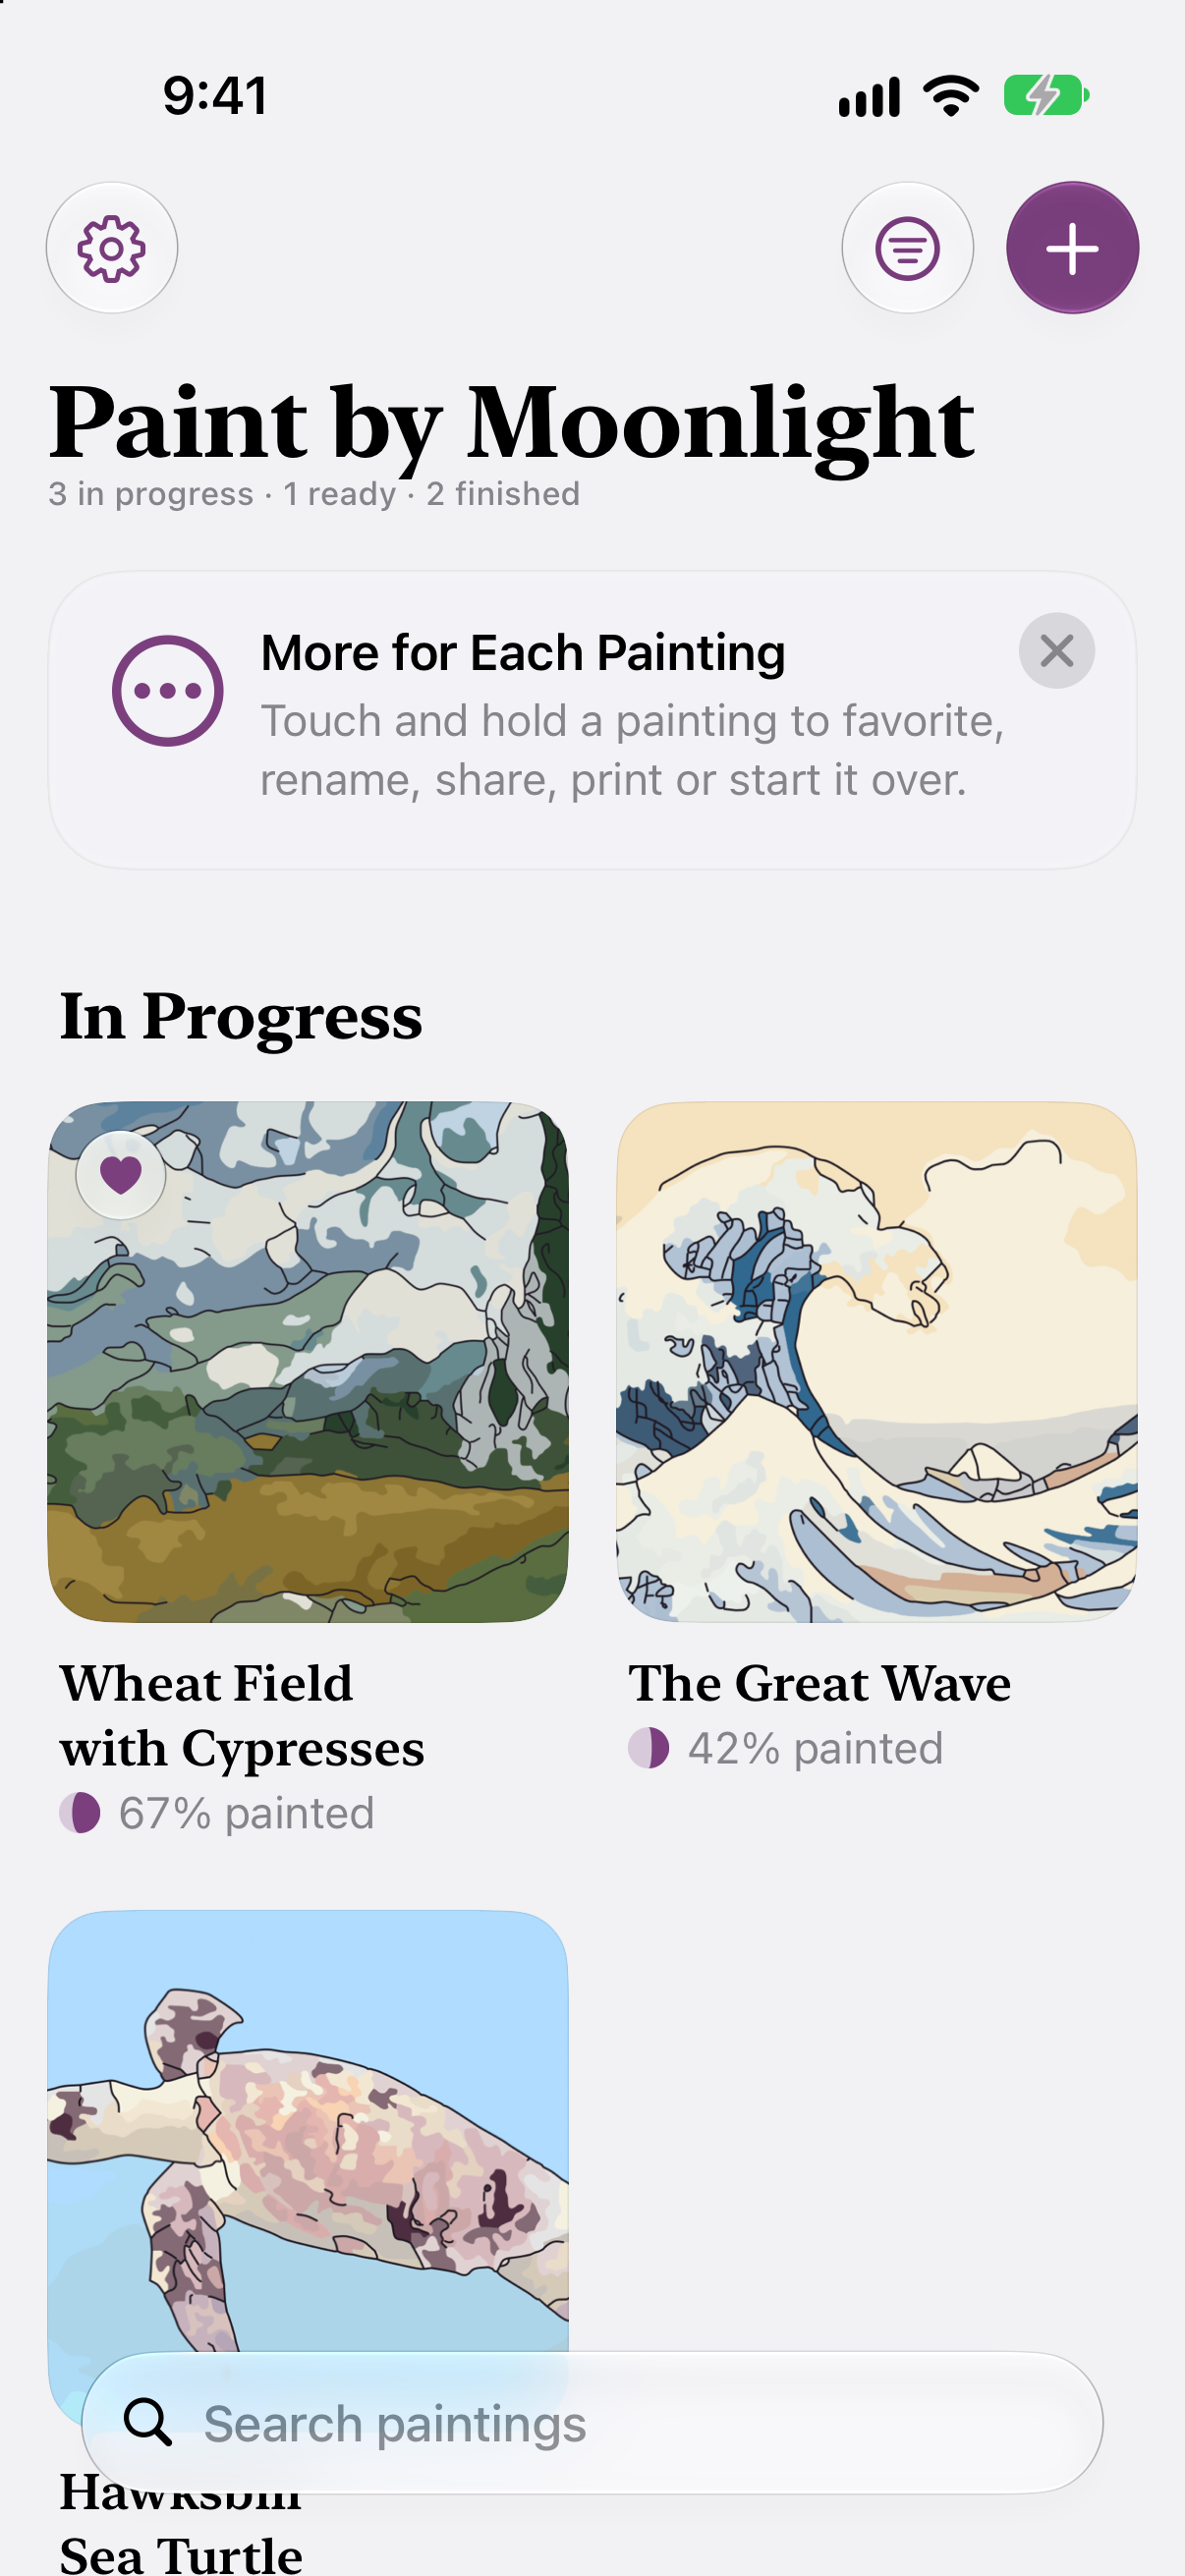 9:41
Paint by Moonlight
3 in progress · 1 ready · 2 finished
More for Each Painting
Touch and hold a painting to favorite,
rename, share, print or start it over.
In Progress
Wheat Field
with Cypresses
67% painted
The Great Wave
42% painted
Search paintings
Hawksbill
Sea Turtle